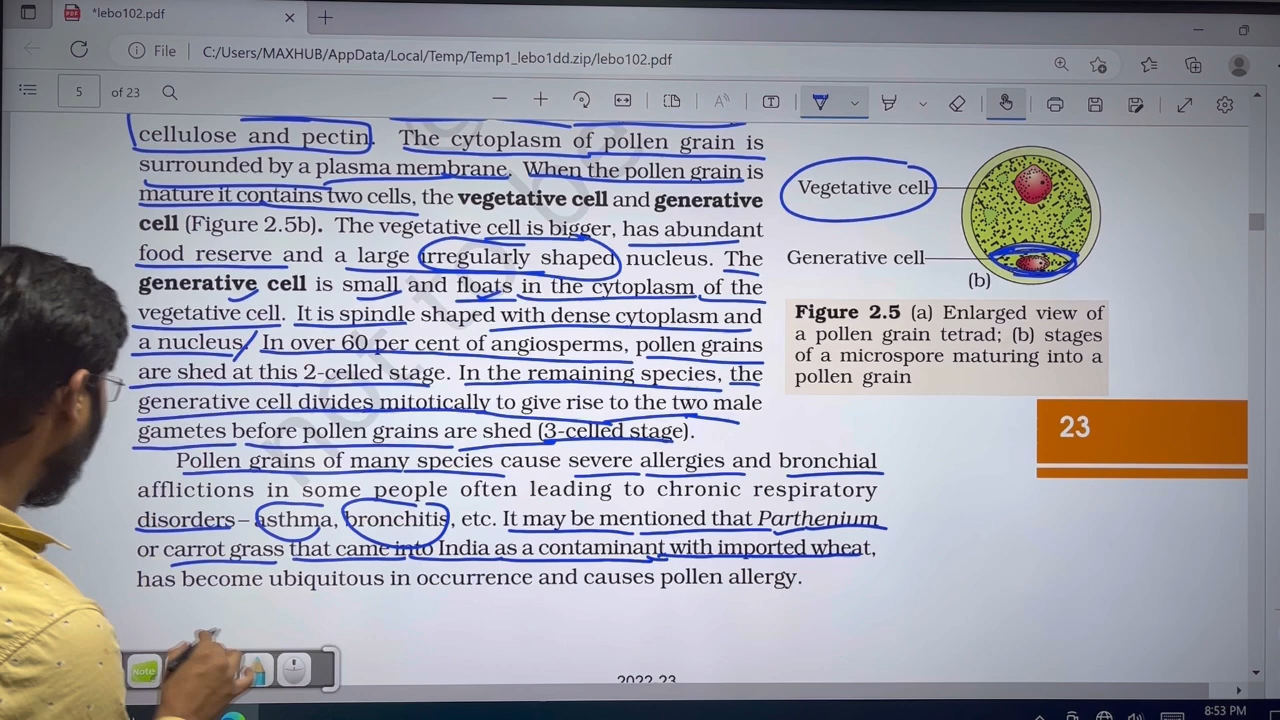 *lebo102.pdf
File
C:/Users/MAXHUB/AppData/Local/Temp/Temp1_lebo1dd.zip/lebo102.pdf
5 of 23
cellulose and pectin. The cytoplasm of pollen grain is
surrounded by a plasma membrane. When the pollen grain is
mature it contains two cells, the vegetative cell and generative
cell (Figure 2.5b). The vegetative cell is bigger, has abundant
food reserve and a large irregularly shaped nucleus. The
generative cell is small and floats in the cytoplasm of the
vegetative cell. It is spindle shaped with dense cytoplasm and
a nucleus. In over 60 per cent of angiosperms, pollen grains
are shed at this 2-celled stage. In the remaining species, the
generative cell divides mitotically to give rise to the two male
gametes before pollen grains are shed (3-celled stage).
Pollen grains of many species cause severe allergies and bronchial
afflictions in some people often leading to chronic respiratory
disorders– asthma, bronchitis, etc. It may be mentioned that Parthenium
or carrot grass that came into India as a contaminant with imported wheat,
has become ubiquitous in occurrence and causes pollen allergy.
Vegetative cell
Generative cell
(b)
Figure 2.5 (a) Enlarged view of
a pollen grain tetrad; (b) stages
of a microspore maturing into a
pollen grain
23
Note
8:53 PM